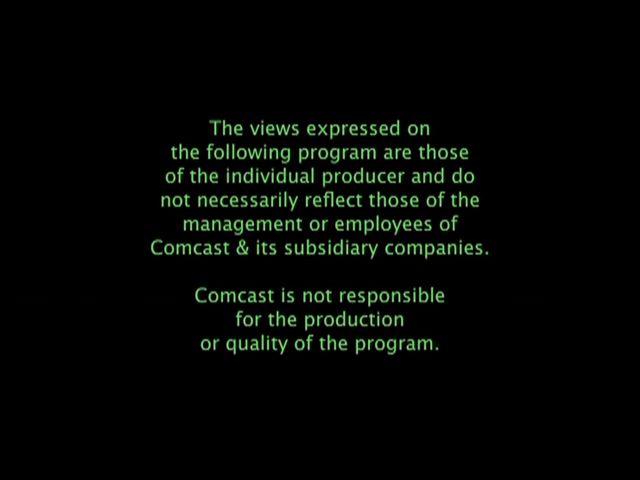 The views expressed on
the following program are those
of the individual producer and do
not necessarily reflect those of the
management or employees of
Comcast & its subsidiary companies.
Comcast is not responsible
for the production
or quality of the program.